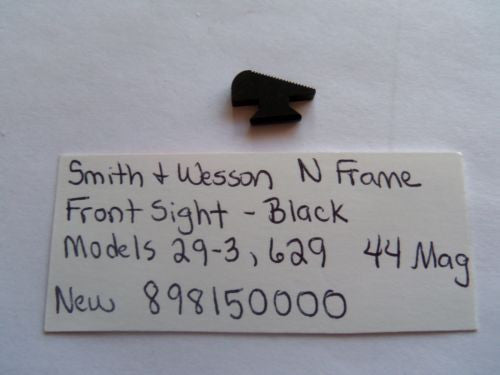 Smith + Wesson N Frame
Front Sight - Black
Models 29-3, 629 44 Mag
New 898150000